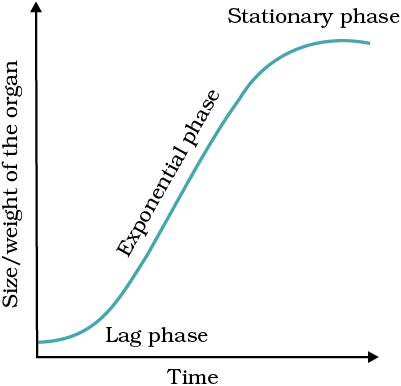 Stationary phase
Size/weight of the organ
Exponential phase
Lag phase
Time